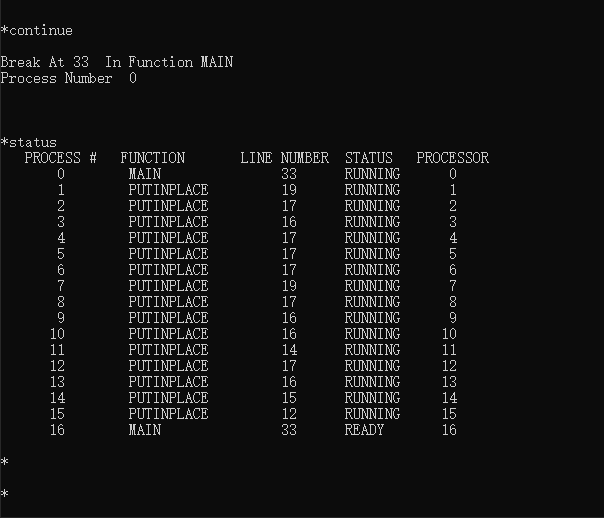 *continue
Break At 33  In Function MAIN
Process Number  0
*status
PROCESS #   FUNCTION       LINE NUMBER  STATUS   PROCESSOR
0        MAIN               33      RUNNING      0
1        PUTINPLACE         19      RUNNING      1
2        PUTINPLACE         17      RUNNING      2
3        PUTINPLACE         16      RUNNING      3
4        PUTINPLACE         17      RUNNING      4
5        PUTINPLACE         17      RUNNING      5
6        PUTINPLACE         17      RUNNING      6
7        PUTINPLACE         19      RUNNING      7
8        PUTINPLACE         17      RUNNING      8
9        PUTINPLACE         16      RUNNING      9
10        PUTINPLACE         16      RUNNING     10
11        PUTINPLACE         14      RUNNING     11
12        PUTINPLACE         17      RUNNING     12
13        PUTINPLACE         16      RUNNING     13
14        PUTINPLACE         15      RUNNING     14
15        PUTINPLACE         12      RUNNING     15
16        MAIN               33      READY       16
*
*